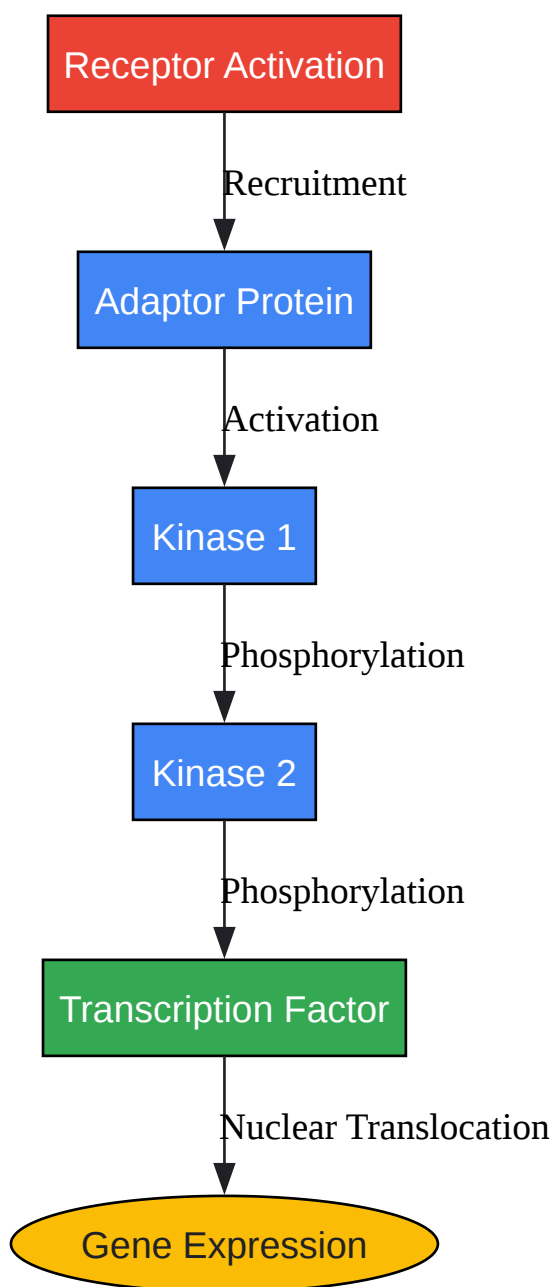 Receptor Activation
Recruitment
Adaptor Protein
Activation
Kinase 1
Phosphorylation
Kinase 2
Phosphorylation
Transcription Factor
Nuclear Translocation
Gene Expression